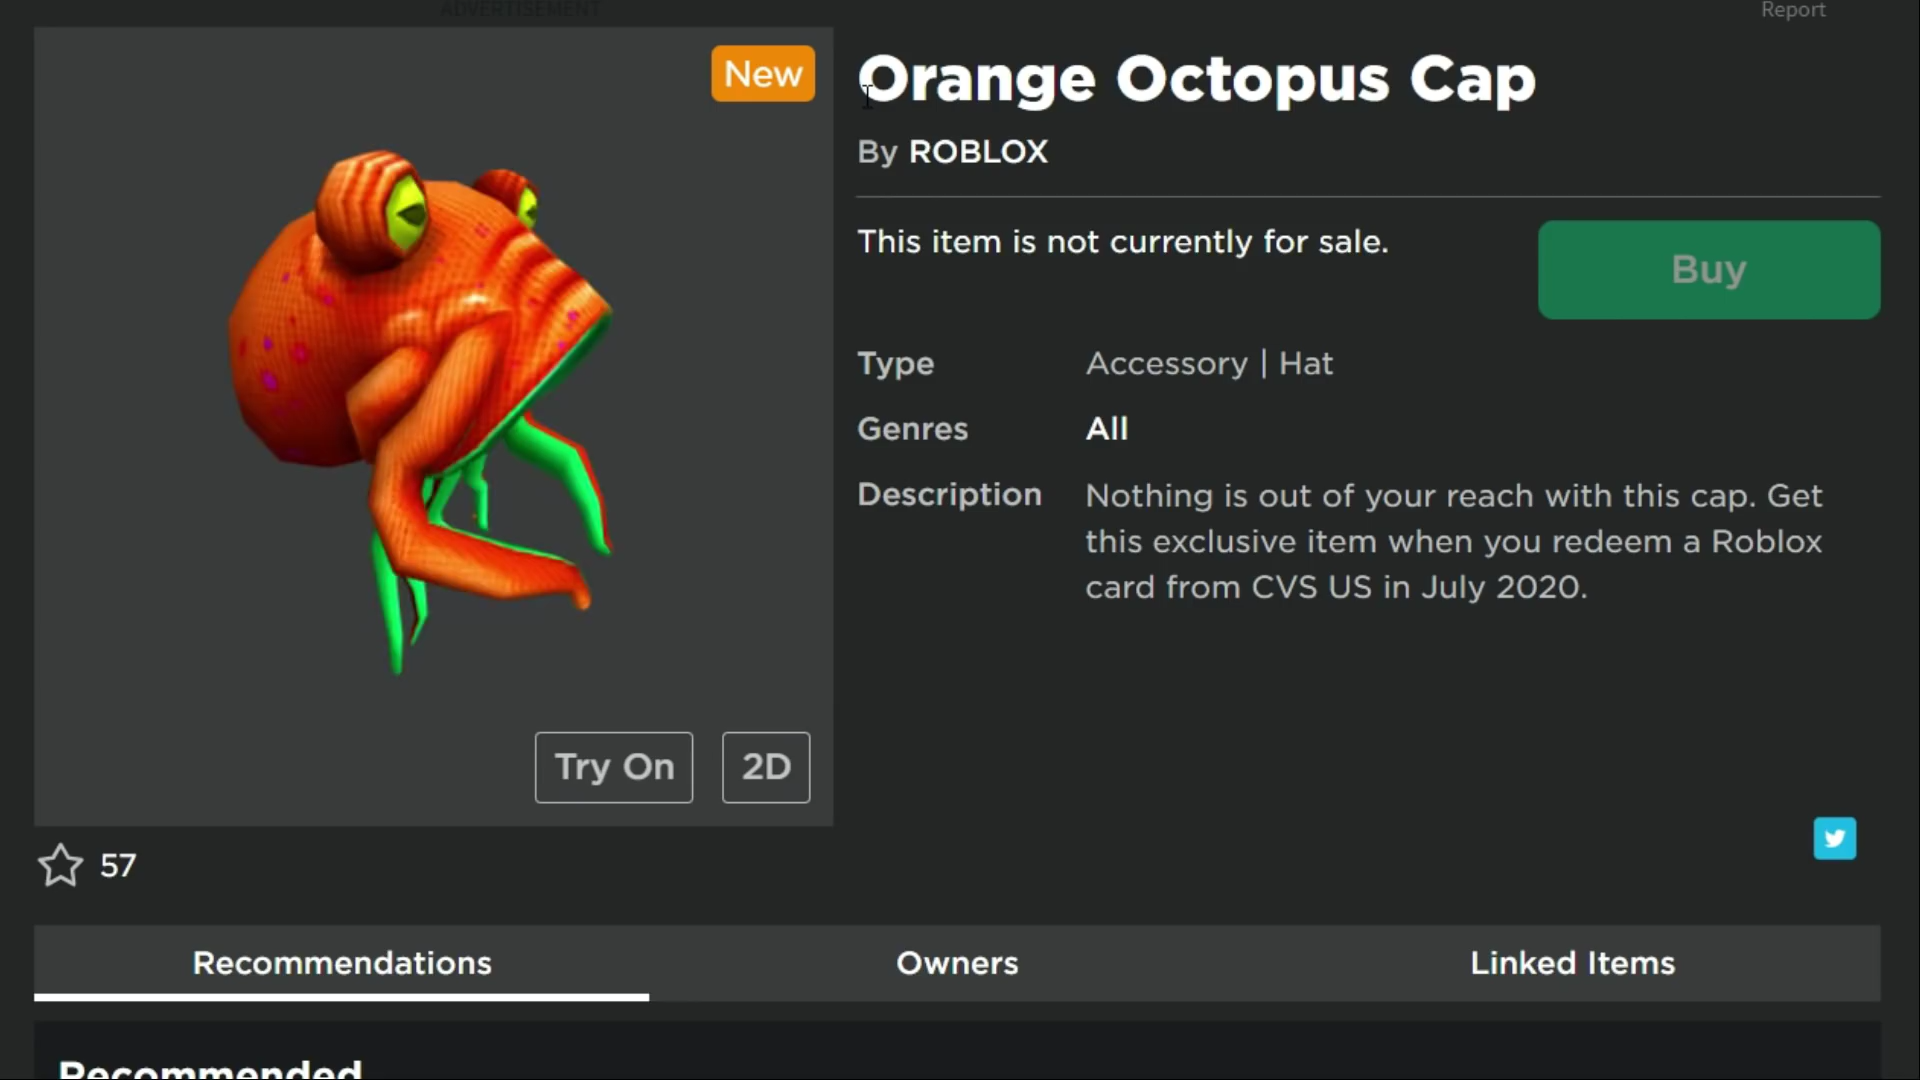 ADVERTISEMENT
Report
New
Orange Octopus Cap
By ROBLOX
This item is not currently for sale.
Buy
Type Accessory | Hat
Genres All
Description Nothing is out of your reach with this cap. Get
this exclusive item when you redeem a Roblox
card from CVS US in July 2020.
Try On 2D
57
Recommendations Owners Linked Items
Recommended